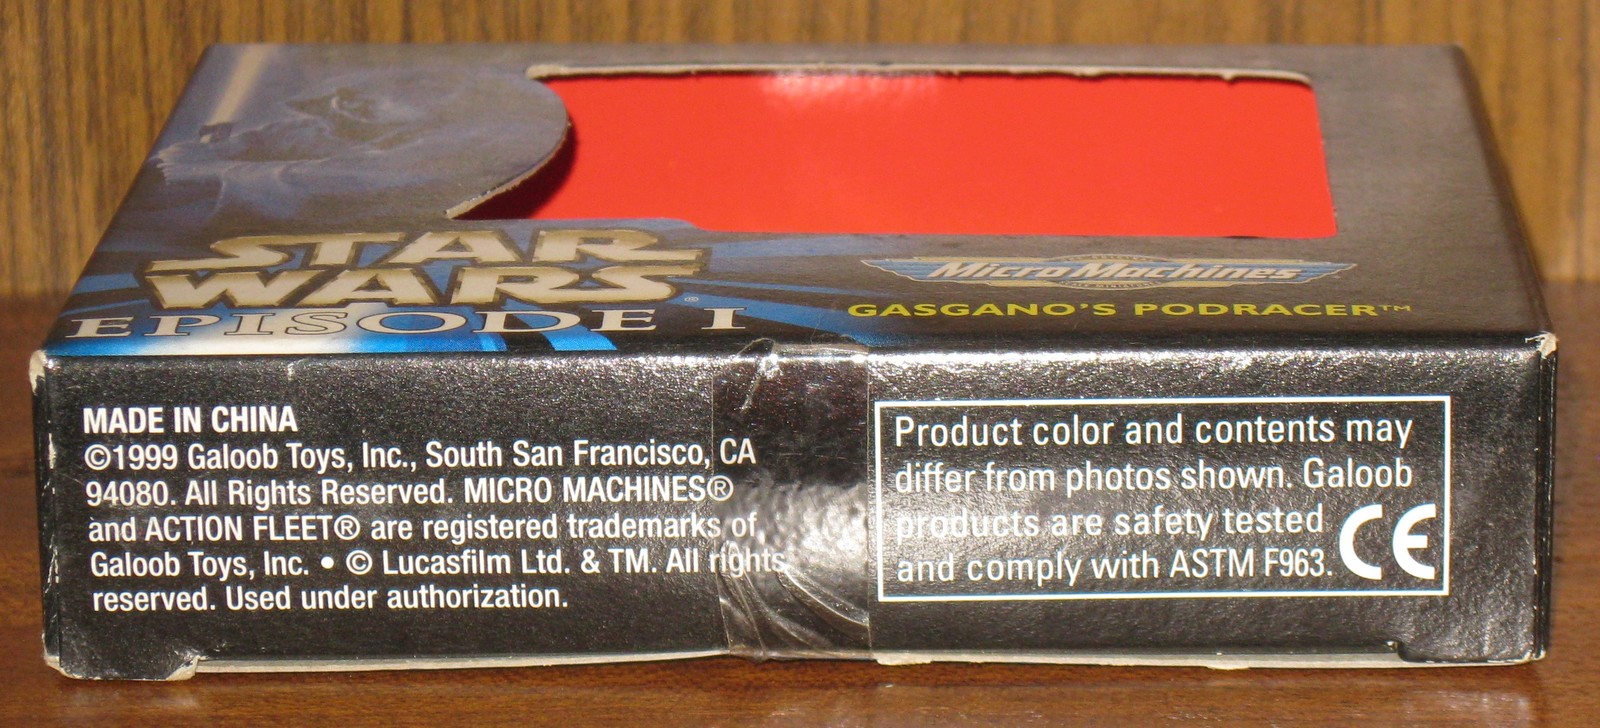 STAR
WARS®
EPISODE I
Micro Machines
GASGANO'S PODRACER™
MADE IN CHINA
©1999 Galoob Toys, Inc., South San Francisco, CA
94080. All Rights Reserved. MICRO MACHINES®
and ACTION FLEET® are registered trademarks of
Galoob Toys, Inc. • © Lucasfilm Ltd. & TM. All rights
reserved. Used under authorization.
Product color and contents may
differ from photos shown. Galoob
products are safety tested
and comply with ASTM F963.
CE